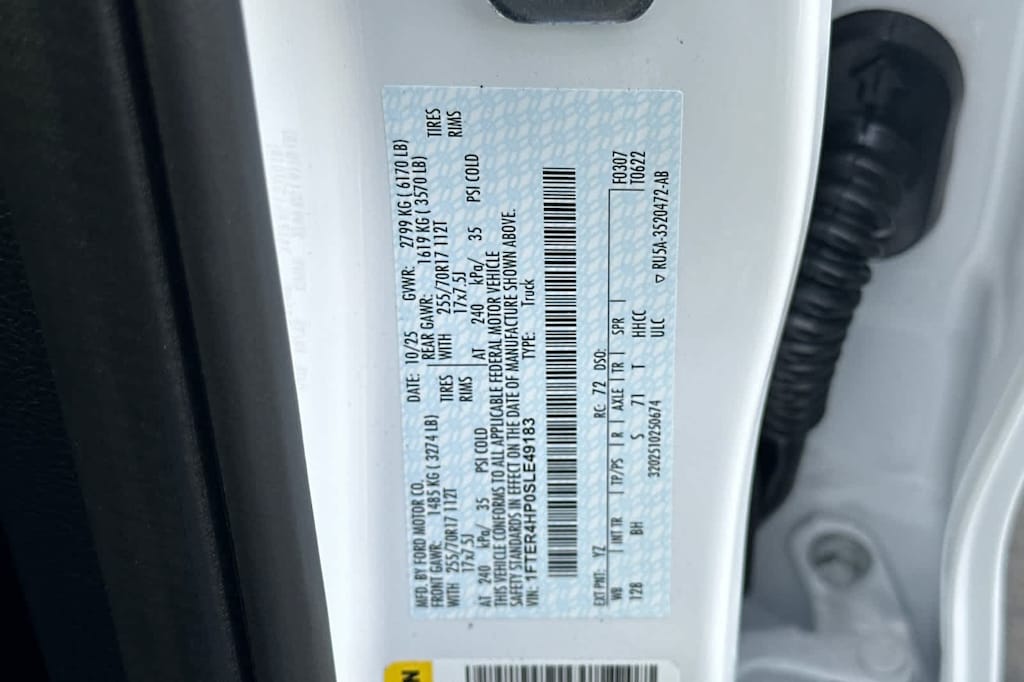 MFD. BY FORD MOTOR CO.
DATE: 10/25 GVWR: 2799 KG ( 6170 LB)
FRONT GAWR: 1485 KG ( 3274 LB)
REAR GAWR: 1619 KG ( 3570 LB)
WITH 255/70R17 112T TIRES
WITH 255/70R17 112T TIRES
17x7.5J RIMS
17x7.5J RIMS
AT 240 kPa/ 35 PSI COLD
AT 240 kPa/ 35 PSI COLD
THIS VEHICLE CONFORMS TO ALL APPLICABLE FEDERAL MOTOR VEHICLE
SAFETY STANDARDS IN EFFECT ON THE DATE OF MANUFACTURE SHOWN ABOVE.
VIN: 1FTER4HP0SLE49183 TYPE: Truck
EXT PNT: YZ RC: 72 DSO: F0307
WB INT TR TP/PS R AXLE TR SPR T0622
128 BH S 71 T HHCC
3202510250674 ULC ▽ RU5A-3520472-AB